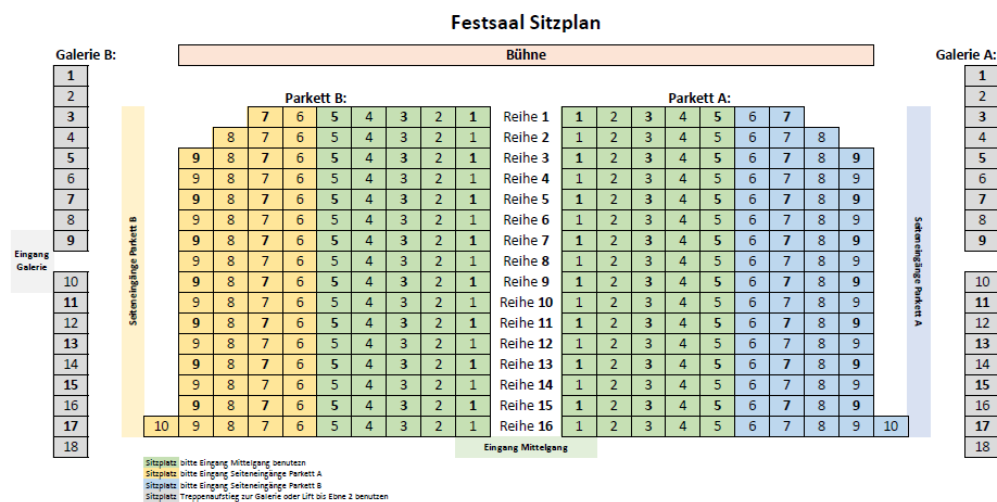 Festsaal Sitzplan
Galerie B: Galerie A:
Bühne
1 1
2 2
Parkett B: Parkett A:
3 7 6 5 4 3 2 1 Reihe 1 1 2 3 4 5 6 7 3
4 8 7 6 5 4 3 2 1 Reihe 2 1 2 3 4 5 6 7 8 4
5 9 8 7 6 5 4 3 2 1 Reihe 3 1 2 3 4 5 6 7 8 9 5
6 9 8 7 6 5 4 3 2 1 Reihe 4 1 2 3 4 5 6 7 8 9 6
7 9 8 7 6 5 4 3 2 1 Reihe 5 1 2 3 4 5 6 7 8 9 7
8 9 8 7 6 5 4 3 2 1 Reihe 6 1 2 3 4 5 6 7 8 9 8
9 9 8 7 6 5 4 3 2 1 Reihe 7 1 2 3 4 5 6 7 8 9 9
9 8 7 6 5 4 3 2 1 Reihe 8 1 2 3 4 5 6 7 8 9
10 9 8 7 6 5 4 3 2 1 Reihe 9 1 2 3 4 5 6 7 8 9 10
11 9 8 7 6 5 4 3 2 1 Reihe 10 1 2 3 4 5 6 7 8 9 11
12 9 8 7 6 5 4 3 2 1 Reihe 11 1 2 3 4 5 6 7 8 9 12
13 9 8 7 6 5 4 3 2 1 Reihe 12 1 2 3 4 5 6 7 8 9 13
14 9 8 7 6 5 4 3 2 1 Reihe 13 1 2 3 4 5 6 7 8 9 14
15 9 8 7 6 5 4 3 2 1 Reihe 14 1 2 3 4 5 6 7 8 9 15
16 9 8 7 6 5 4 3 2 1 Reihe 15 1 2 3 4 5 6 7 8 9 16
17 10 9 8 7 6 5 4 3 2 1 Reihe 16 1 2 3 4 5 6 7 8 9 10 17
18 18
Eingang
Galerie
Seiteneingänge Parkett B
Seiteneingänge Parkett A
Eingang Mittelgang
Sitzplatz bitte Eingang Mittelgang benutezn
Sitzplatz bitte Eingang Seiteneingänge Parkett A
Sitzplatz bitte Eingang Seiteneingänge Parkett B
Sitzplatz Treppenaufstieg zur Galerie oder Lift bis Ebne 2 benutzen